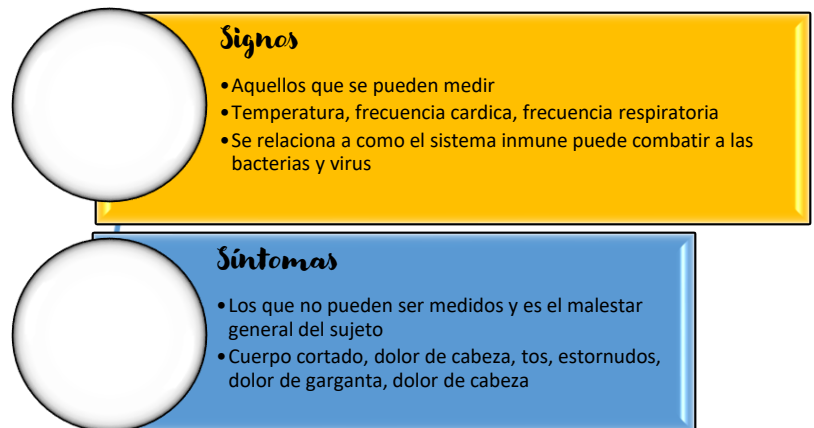 Signos
•Aquellos que se pueden medir
•Temperatura, frecuencia cardica, frecuencia respiratoria
•Se relaciona a como el sistema inmune puede combatir a las
bacterias y virus
Síntomas
•Los que no pueden ser medidos y es el malestar
general del sujeto
•Cuerpo cortado, dolor de cabeza, tos, estornudos,
dolor de garganta, dolor de cabeza